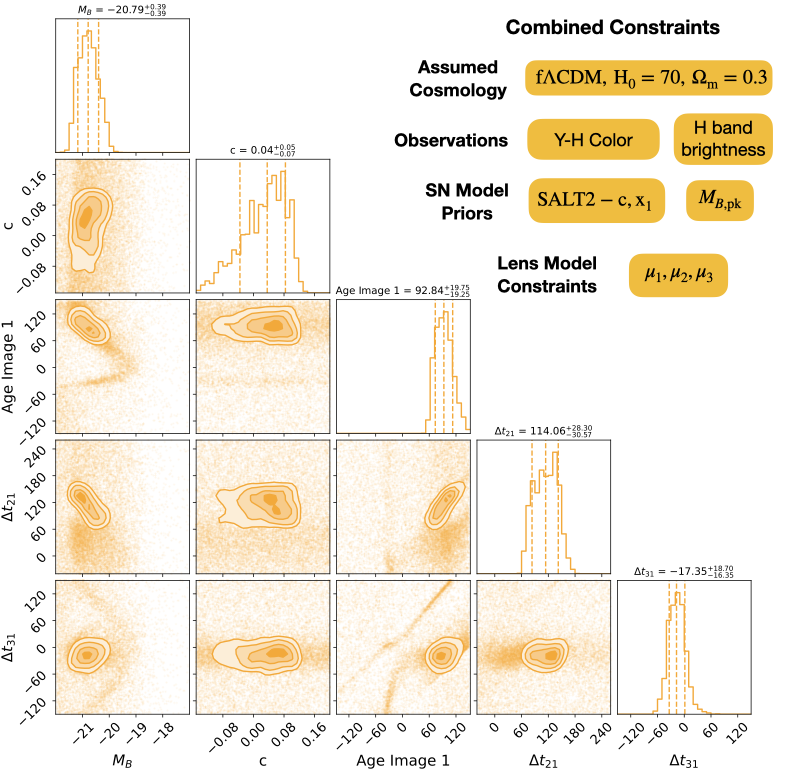 M_B = −20.79^{+0.39}_{−0.39}
Combined Constraints
Assumed
Cosmology
fΛCDM, H₀ = 70, Ωₘ = 0.3
Observations
Y-H Color
H band
brightness
SN Model
Priors
SALT2 − c, x₁
M_{B,pk}
Lens Model
Constraints
μ₁, μ₂, μ₃
c = 0.04^{+0.05}_{−0.07}
0.16
0.08
0.00
−0.08
c
Age Image 1 = 92.84^{+19.75}_{−19.25}
120
60
0
−60
−120
Age Image 1
Δt₂₁ = 114.06^{+28.30}_{−30.57}
240
180
120
60
0
Δt₂₁
Δt₃₁ = −17.35^{+18.70}_{−16.35}
120
60
0
−60
−120
Δt₃₁
−21 −20 −19 −18
−0.08 0.00 0.08 0.16
−120 −60 0 60 120
0 60 120 180 240
−120 −60 0 60 120
M_B
c
Age Image 1
Δt₂₁
Δt₃₁